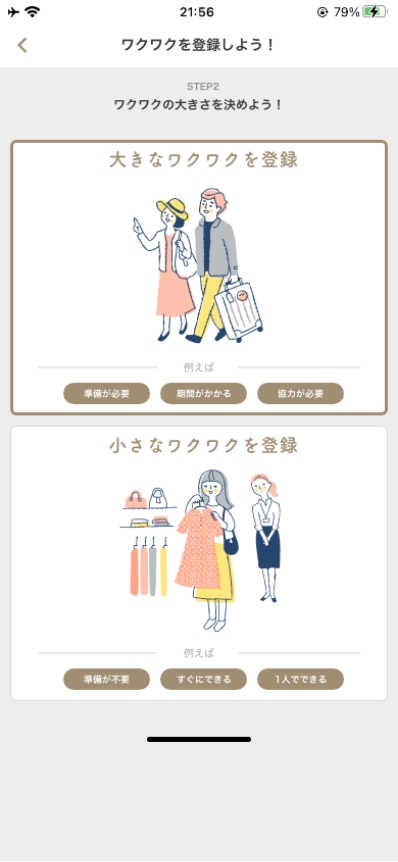 21:56
79%
ワクワクを登録しよう！
STEP2
ワクワクの大きさを決めよう！
大きなワクワクを登録
例えば
準備が必要 期間がかかる 協力が必要
小さなワクワクを登録
例えば
準備が不要 すぐにできる 1人でできる